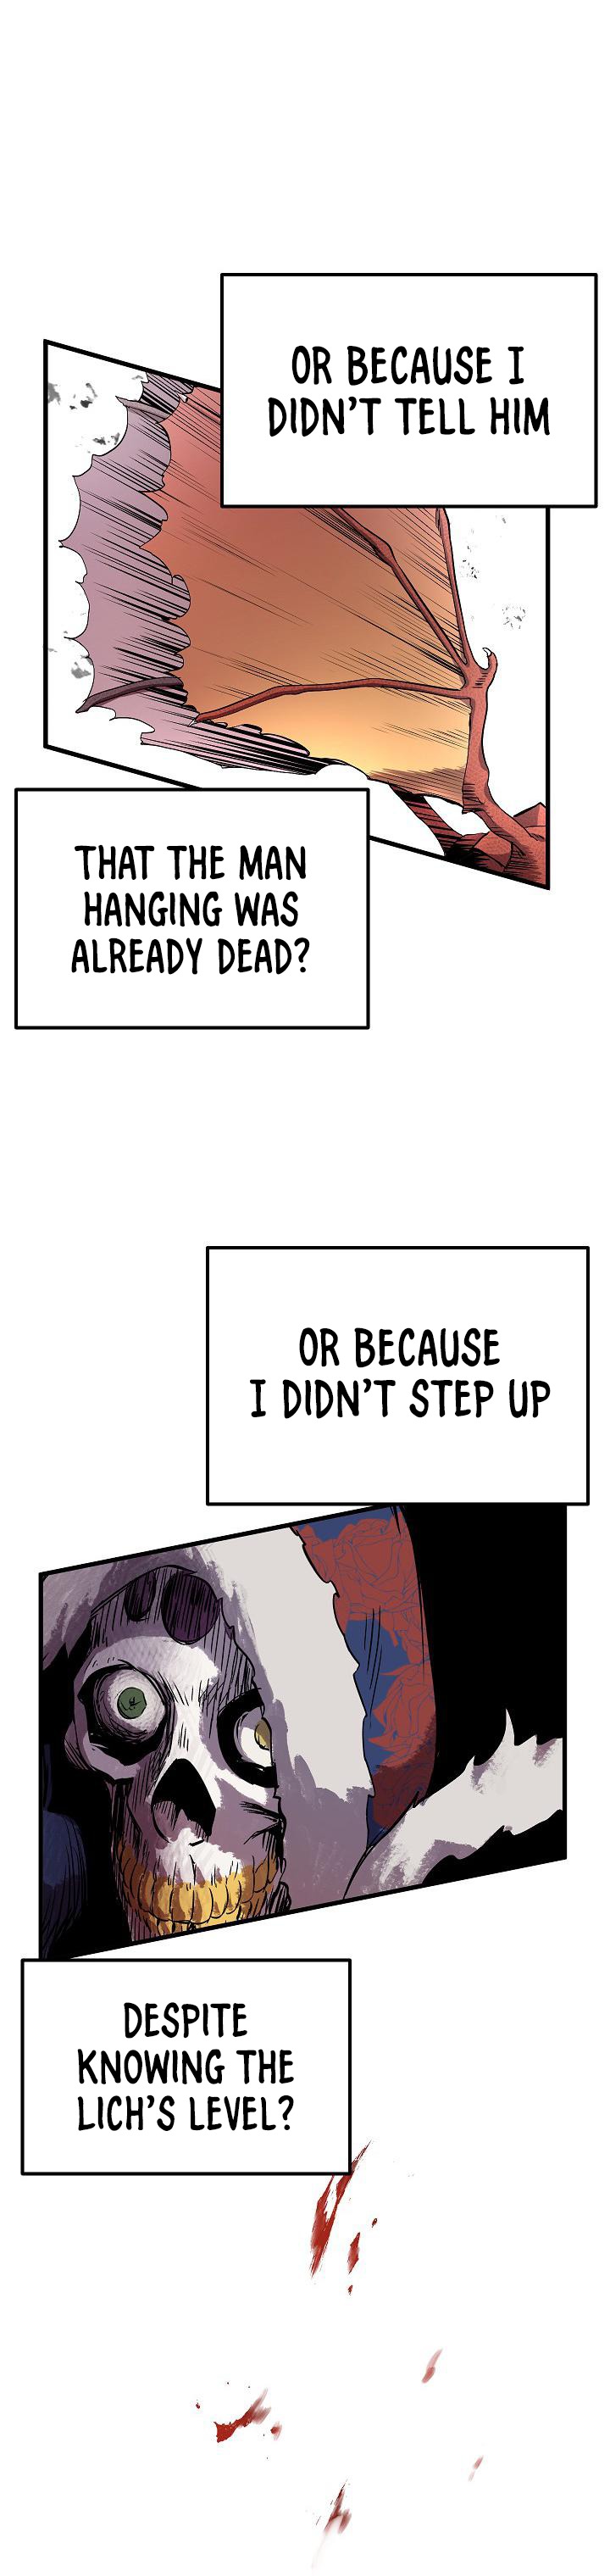 OR BECAUSE I
DIDN'T TELL HIM
THAT THE MAN
HANGING WAS
ALREADY DEAD?
OR BECAUSE
I DIDN'T STEP UP
DESPITE
KNOWING THE
LICH'S LEVEL?